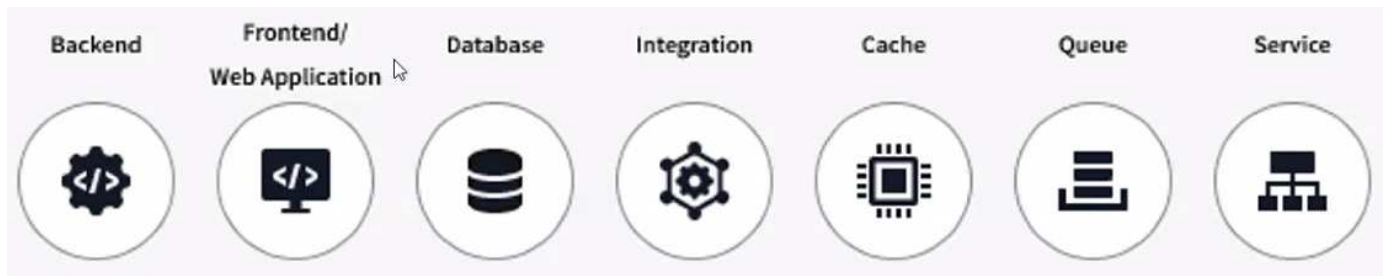 Backend
Frontend/
Web Application
Database
Integration
Cache
Queue
Service
</>
</>